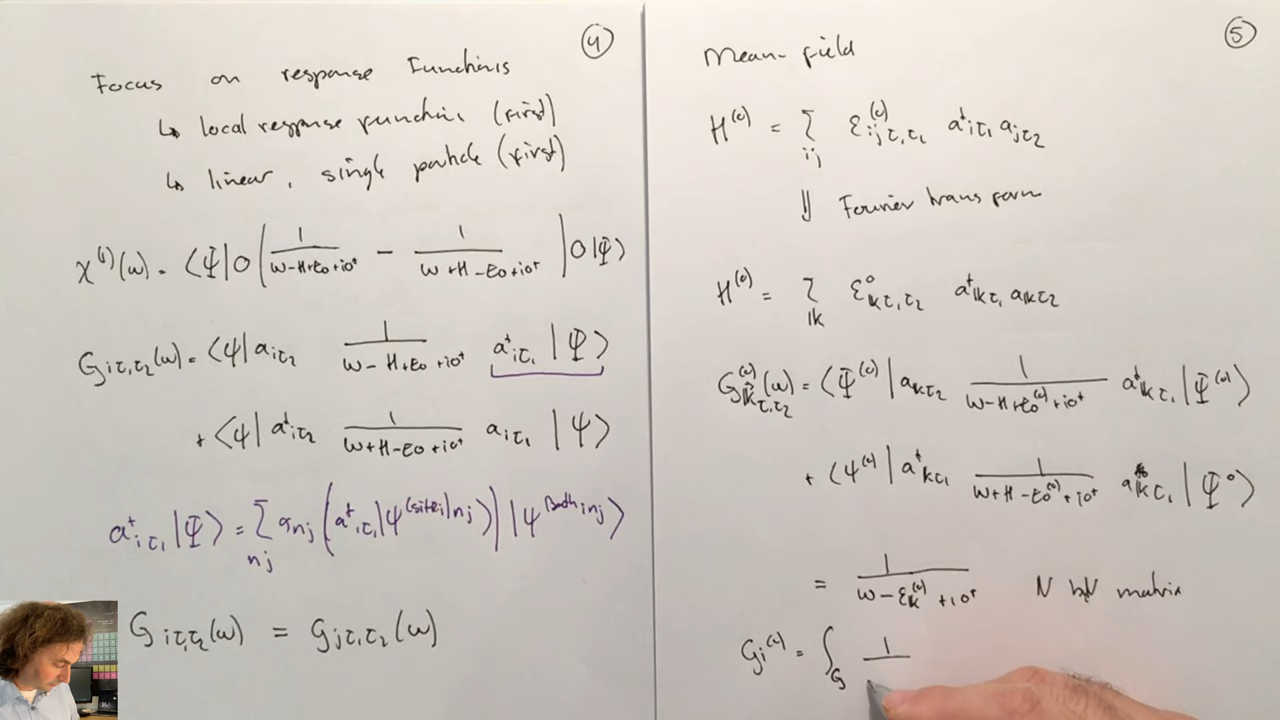 ④
Focus on response functions
↳ local response functions (first)
↳ linear, single particle (first)
χ⁽¹⁾(ω) = ⟨Ψ|O ( 1/(ω-H+E₀+i0⁺) - 1/(ω+H-E₀+i0⁺) ) O|Ψ⟩
G_{iτ₁τ₂}(ω) = ⟨Ψ| a_{iτ₂} 1/(ω-H+E₀+i0⁺) a†_{iτ₁} |Ψ⟩
+ ⟨Ψ| a†_{iτ₂} 1/(ω+H-E₀+i0⁺) a_{iτ₁} |Ψ⟩
a†_{iτ₁}|Ψ⟩ = Σ_{nj} α_{nj} ( a†_{iτ₁} |Ψ^{(site i)}_{nj}⟩ ) |Ψ^{Bath i}_{nj}⟩
G_{iτ₁τ₂}(ω) = G_{jτ₁τ₂}(ω)
⑤
Mean-field
H⁽⁰⁾ = Σ_{ij} ε⁽⁰⁾_{ijτ₁τ₂} a†_{iτ₁} a_{jτ₂}
⇓ Fourier transform
H⁽⁰⁾ = Σ_{k} ε⁰_{kτ₁τ₂} a†_{kτ₁} a_{kτ₂}
G⁽⁰⁾_{kτ₁τ₂}(ω) = ⟨Ψ⁽⁰⁾| a_{kτ₂} 1/(ω-H+E₀⁽⁰⁾+i0⁺) a†_{kτ₁} |Ψ⁽⁰⁾⟩
+ ⟨Ψ⁽⁰⁾| a†_{kτ₁} 1/(ω+H-E₀⁽⁰⁾+i0⁺) a_{kτ₁} |Ψ⁰⟩
= 1/(ω-ε_k⁽⁰⁾+i0⁺) N by N matrix
G_i⁽⁰⁾ = ∫_G 1/